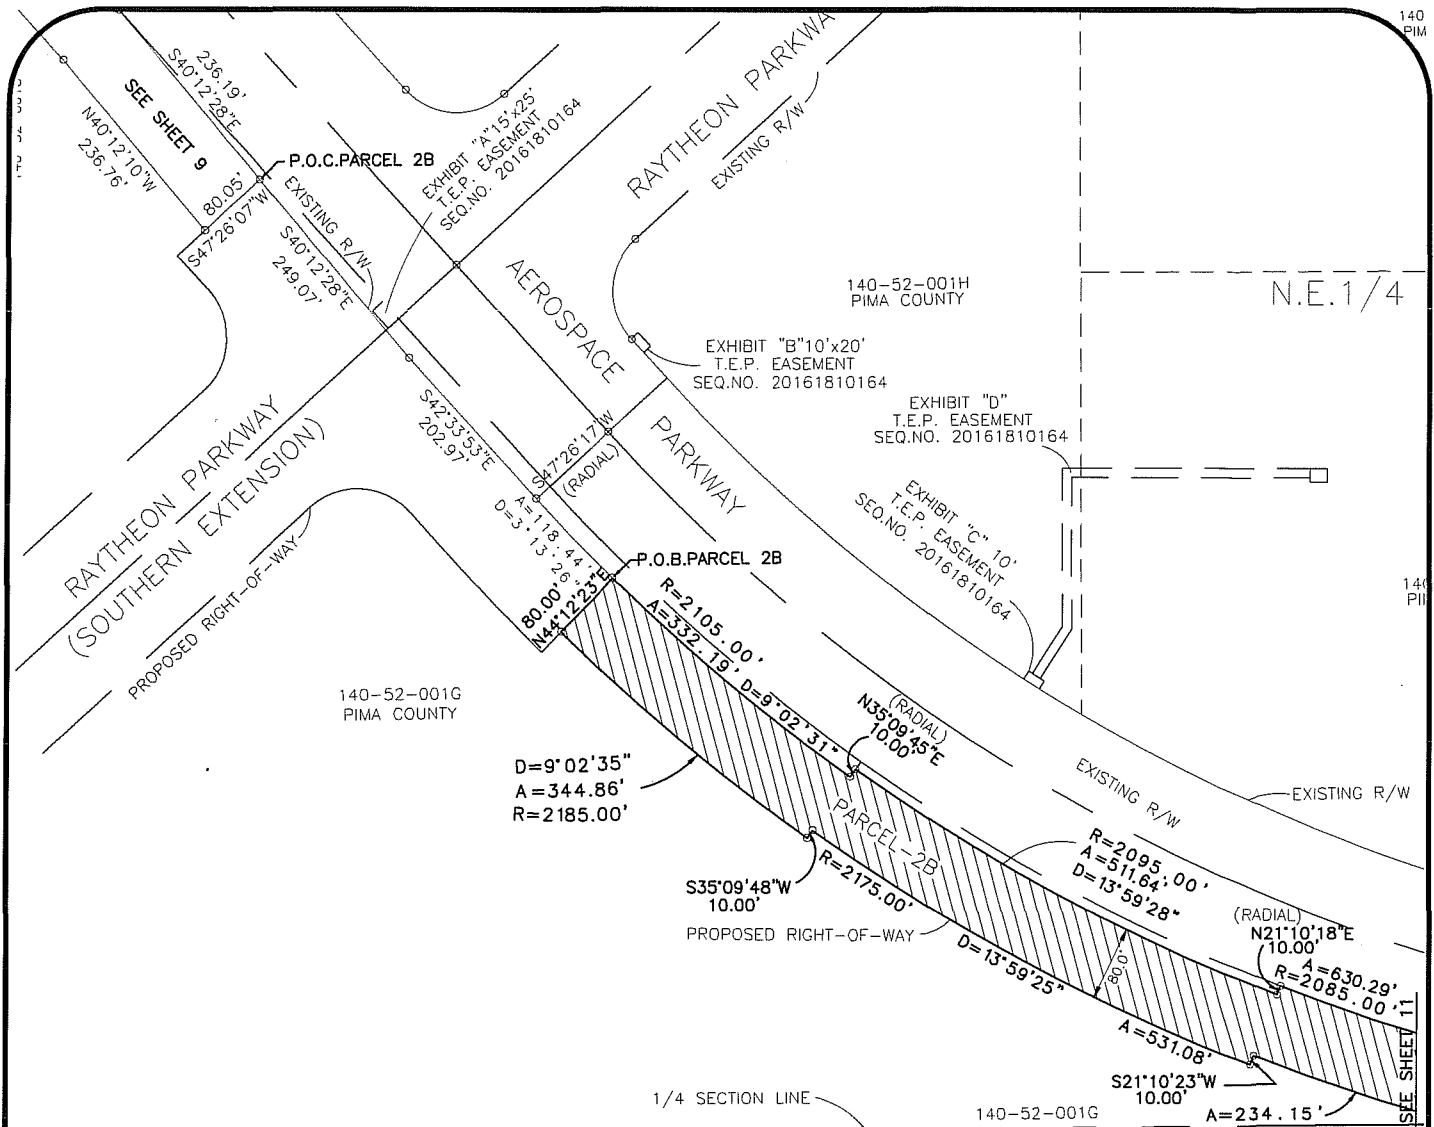 140
PIM
236.19'
S40°12'28"E
SEE SHEET 9
N40°12'10"W
236.76'
P.O.C.PARCEL 2B
80.05'
S47°26'07"W
EXISTING R/W
S40°12'28"E
249.07'
EXHIBIT "A"15'x25'
T.E.P. EASEMENT
SEQ.NO. 20161810164
RAYTHEON PARKWA
EXISTING R/W
AEROSPACE
PARKWAY
140-52-001H
PIMA COUNTY
N.E.1/4
EXHIBIT "B"10'x20'
T.E.P. EASEMENT
SEQ.NO. 20161810164
EXHIBIT "D"
T.E.P. EASEMENT
SEQ.NO. 20161810164
EXHIBIT "C" 10'
T.E.P. EASEMENT
SEQ.NO. 20161810164
S42°33'53"E
202.97'
S47°26'17"W
(RADIAL)
A=118.44'
D=3°13'26"
RAYTHEON PARKWAY
(SOUTHERN EXTENSION)
PROPOSED RIGHT-OF-WAY
P.O.B.PARCEL 2B
80.00'
N44°12'23"E
R=2105.00'
A=332.19'
D=9°02'31"
140-52-001G
PIMA COUNTY
(RADIAL)
N35°09'45"E
10.00'
D=9°02'35"
A=344.86'
R=2185.00'
PARCEL-2B
EXISTING R/W
EXISTING R/W
S35°09'48"W
10.00'
R=2175.00'
PROPOSED RIGHT-OF-WAY
D=13°59'25"
A=531.08'
R=2095.00'
A=511.64'
D=13°59'28"
80.0'
(RADIAL)
N21°10'18"E
10.00'
A=630.29'
R=2085.00'
SEE SHEET 11
S21°10'23"W
10.00'
A=234.15'
1/4 SECTION LINE
140-52-001G